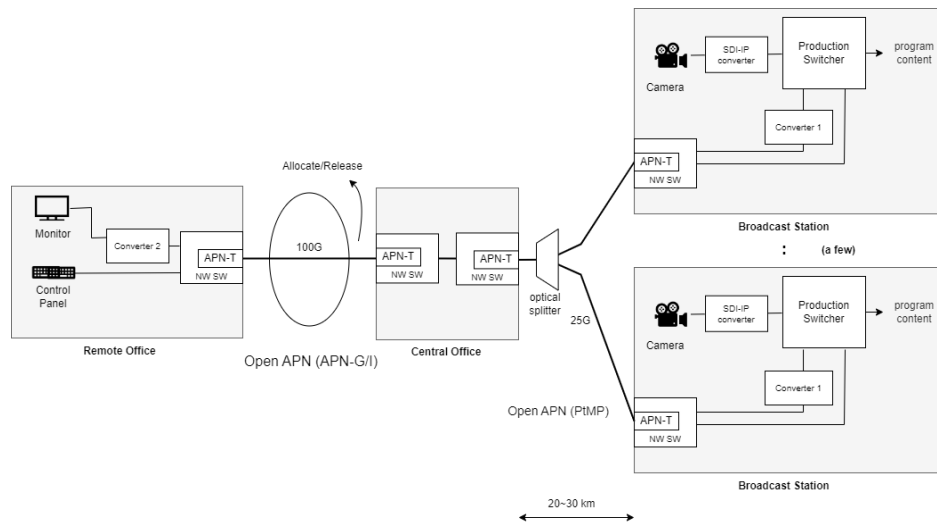 Allocate/Release
Monitor
Converter 2
APN-T
NW SW
Control
Panel
Remote Office
100G
Open APN (APN-G/I)
APN-T
NW SW
APN-T
NW SW
Central Office
optical
splitter
25G
Open APN (PtMP)
20~30 km
Camera
SDI-IP
converter
Production
Switcher
program
content
Converter 1
APN-T
NW SW
Broadcast Station
:
(a few)
Camera
SDI-IP
converter
Production
Switcher
program
content
Converter 1
APN-T
NW SW
Broadcast Station